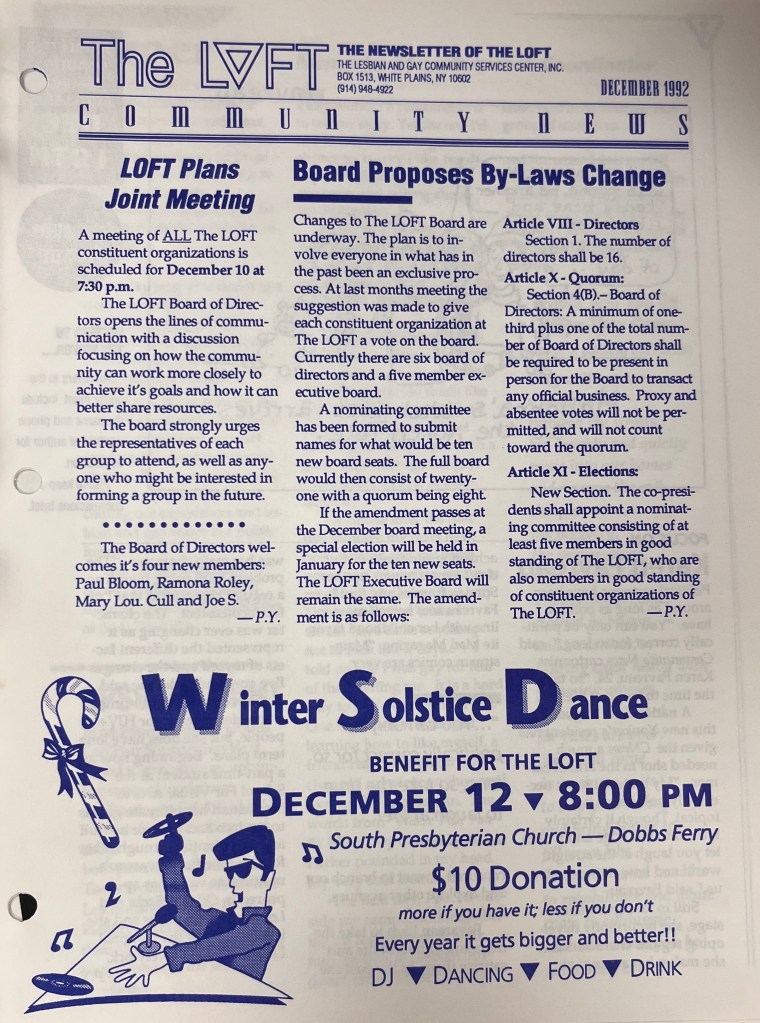 The LOFT
THE NEWSLETTER OF THE LOFT
THE LESBIAN AND GAY COMMUNITY SERVICES CENTER, INC.
BOX 1513, WHITE PLAINS, NY 10602
(914) 948-4922
DECEMBER 1992
COMMUNITY NEWS
LOFT Plans
Joint Meeting
A meeting of ALL The LOFT
constituent organizations is
scheduled for December 10 at
7:30 p.m.
The LOFT Board of Direc-
tors opens the lines of commu-
nication with a discussion
focusing on how the commu-
nity can work more closely to
achieve it's goals and how it can
better share resources.
The board strongly urges
the representatives of each
group to attend, as well as any-
one who might be interested in
forming a group in the future.
• • • • • • • • • • • • • •
The Board of Directors wel-
comes it's four new members:
Paul Bloom, Ramona Roley,
Mary Lou. Cull and Joe S.
— P.Y.
Board Proposes By-Laws Change
Changes to The LOFT Board are
underway. The plan is to in-
volve everyone in what has in
the past been an exclusive pro-
cess. At last months meeting the
suggestion was made to give
each constituent organization at
The LOFT a vote on the board.
Currently there are six board of
directors and a five member ex-
ecutive board.
A nominating committee
has been formed to submit
names for what would be ten
new board seats. The full board
would then consist of twenty-
one with a quorum being eight.
If the amendment passes at
the December board meeting, a
special election will be held in
January for the ten new seats.
The LOFT Executive Board will
remain the same. The amend-
ment is as follows:
Article VIII - Directors
Section 1. The number of
directors shall be 16.
Article X - Quorum:
Section 4(B).– Board of
Directors: A minimum of one-
third plus one of the total num-
ber of Board of Directors shall
be required to be present in
person for the Board to transact
any official business. Proxy and
absentee votes will not be per-
mitted, and will not count
toward the quorum.
Article XI - Elections:
New Section. The co-presi-
dents shall appoint a nominat-
ing committee consisting of at
least five members in good
standing of The LOFT, who are
also members in good standing
of constituent organizations of
The LOFT. — P.Y.
Winter Solstice Dance
BENEFIT FOR THE LOFT
DECEMBER 12 ▼ 8:00 PM
South Presbyterian Church — Dobbs Ferry
$10 Donation
more if you have it; less if you don't
Every year it gets bigger and better!!
DJ ▼ DANCING ▼ FOOD ▼ DRINK